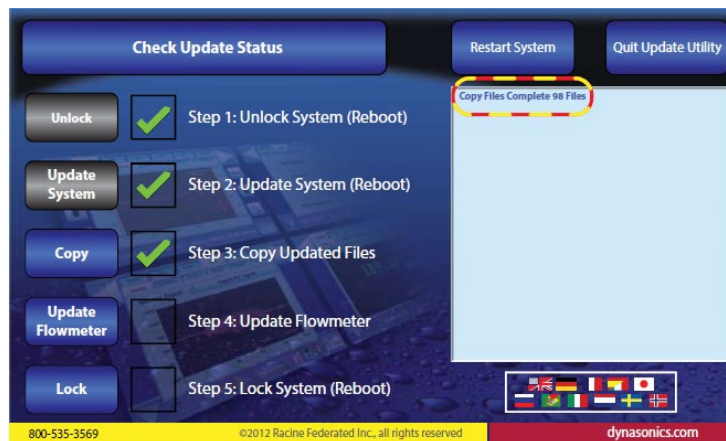 Check Update Status
Restart System
Quit Update Utility
Copy Files Complete 98 Files
Unlock
Step 1: Unlock System (Reboot)
Update
System
Step 2: Update System (Reboot)
Copy
Step 3: Copy Updated Files
Update
Flowmeter
Step 4: Update Flowmeter
Lock
Step 5: Lock System (Reboot)
800-535-3569
©2012 Racine Federated Inc., all rights reserved
dynasonics.com